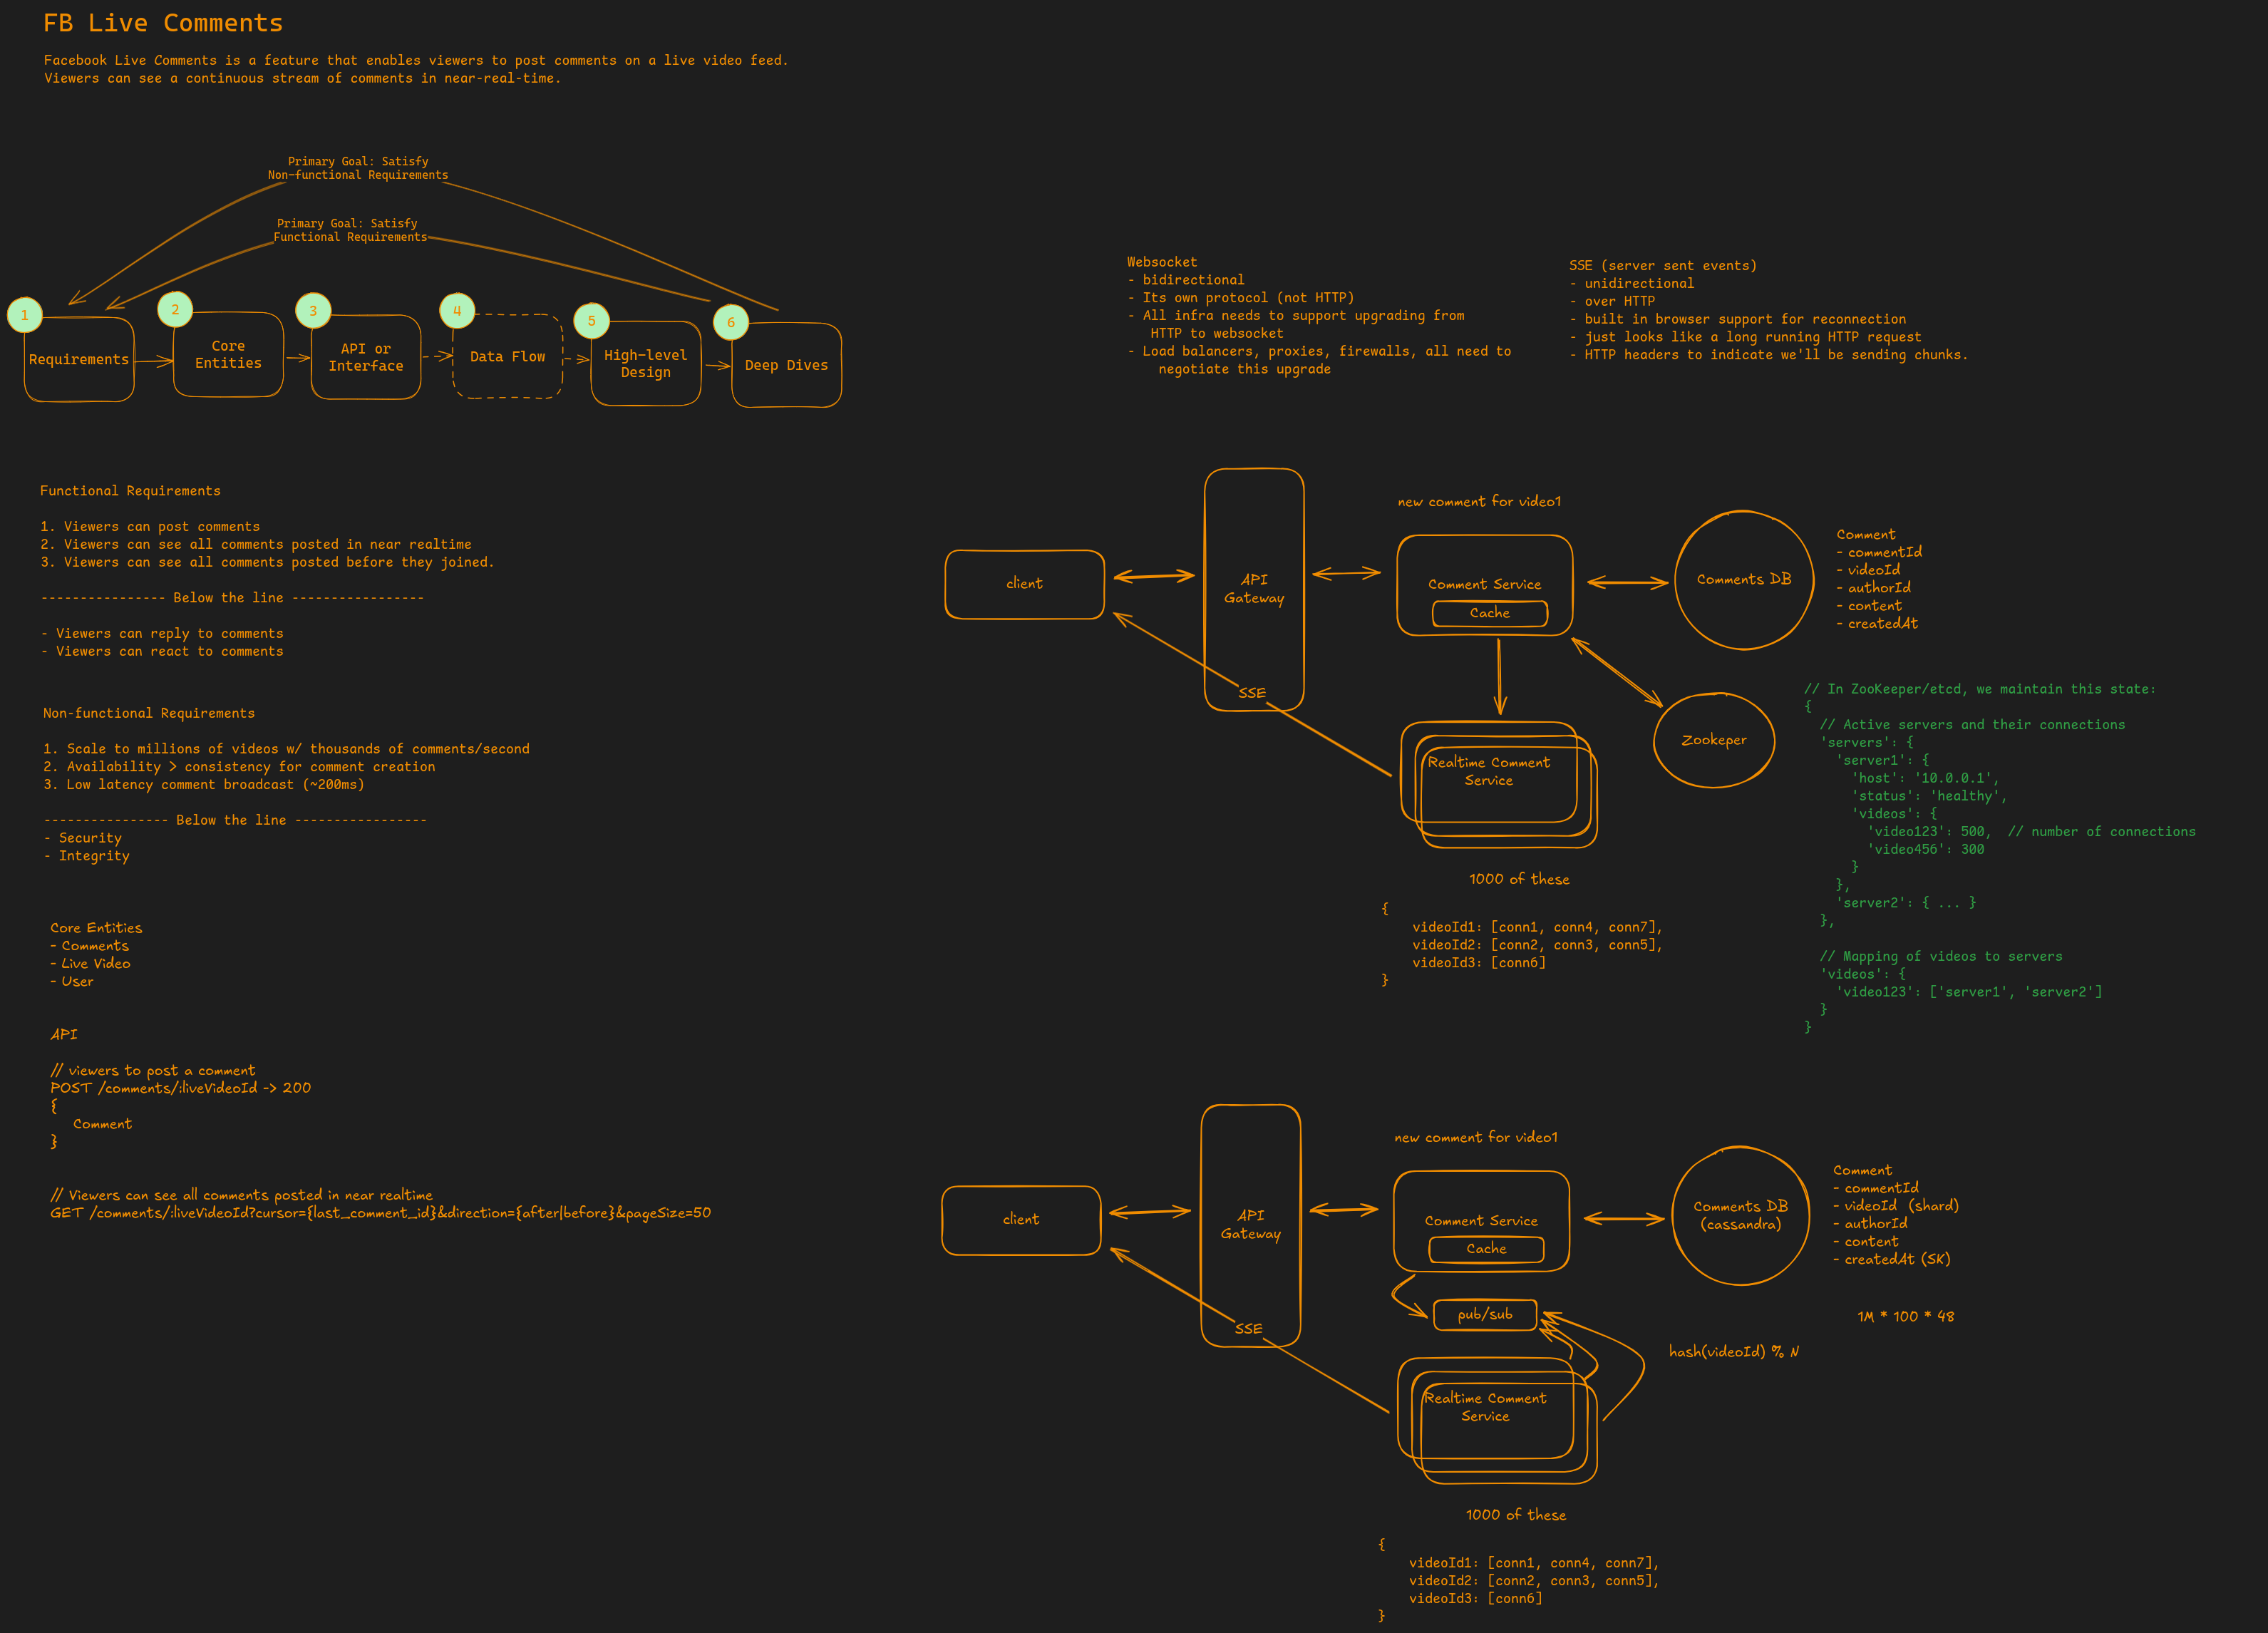 FB Live Comments
Facebook Live Comments is a feature that enables viewers to post comments on a live video feed.
Viewers can see a continuous stream of comments in near-real-time.
Primary Goal: Satisfy
Non-functional Requirements
Primary Goal: Satisfy
Functional Requirements
1
Requirements
2
Core
Entities
3
API or
Interface
4
Data Flow
5
High-level
Design
6
Deep Dives
Functional Requirements
1. Viewers can post comments
2. Viewers can see all comments posted in near realtime
3. Viewers can see all comments posted before they joined.
---------------- Below the line -----------------
- Viewers can reply to comments
- Viewers can react to comments
Non-functional Requirements
1. Scale to millions of videos w/ thousands of comments/second
2. Availability > consistency for comment creation
3. Low latency comment broadcast (~200ms)
---------------- Below the line -----------------
- Security
- Integrity
Core Entities
- Comments
- Live Video
- User
API
// viewers to post a comment
POST /comments/:liveVideoId -> 200
{
Comment
}
// Viewers can see all comments posted in near realtime
GET /comments/:liveVideoId?cursor={last_comment_id}&direction={after|before}&pageSize=50
Websocket
- bidirectional
- Its own protocol (not HTTP)
- All infra needs to support upgrading from
HTTP to websocket
- Load balancers, proxies, firewalls, all need to
negotiate this upgrade
SSE (server sent events)
- unidirectional
- over HTTP
- built in browser support for reconnection
- just looks like a long running HTTP request
- HTTP headers to indicate we'll be sending chunks.
client
API
Gateway
SSE
new comment for video1
Comment Service
Cache
Comments DB
Comment
- commentId
- videoId
- authorId
- content
- createdAt
Zookeper
Realtime Comment
Service
1000 of these
{
videoId1: [conn1, conn4, conn7],
videoId2: [conn2, conn3, conn5],
videoId3: [conn6]
}
// In ZooKeeper/etcd, we maintain this state:
{
// Active servers and their connections
'servers': {
'server1': {
'host': '10.0.0.1',
'status': 'healthy',
'videos': {
'video123': 500,  // number of connections
'video456': 300
}
},
'server2': { ... }
},
// Mapping of videos to servers
'videos': {
'video123': ['server1', 'server2']
}
}
client
API
Gateway
SSE
new comment for video1
Comment Service
Cache
pub/sub
Comments DB
(cassandra)
Comment
- commentId
- videoId (shard)
- authorId
- content
- createdAt (SK)
1M * 100 * 48
hash(videoId) % N
Realtime Comment
Service
1000 of these
{
videoId1: [conn1, conn4, conn7],
videoId2: [conn2, conn3, conn5],
videoId3: [conn6]
}